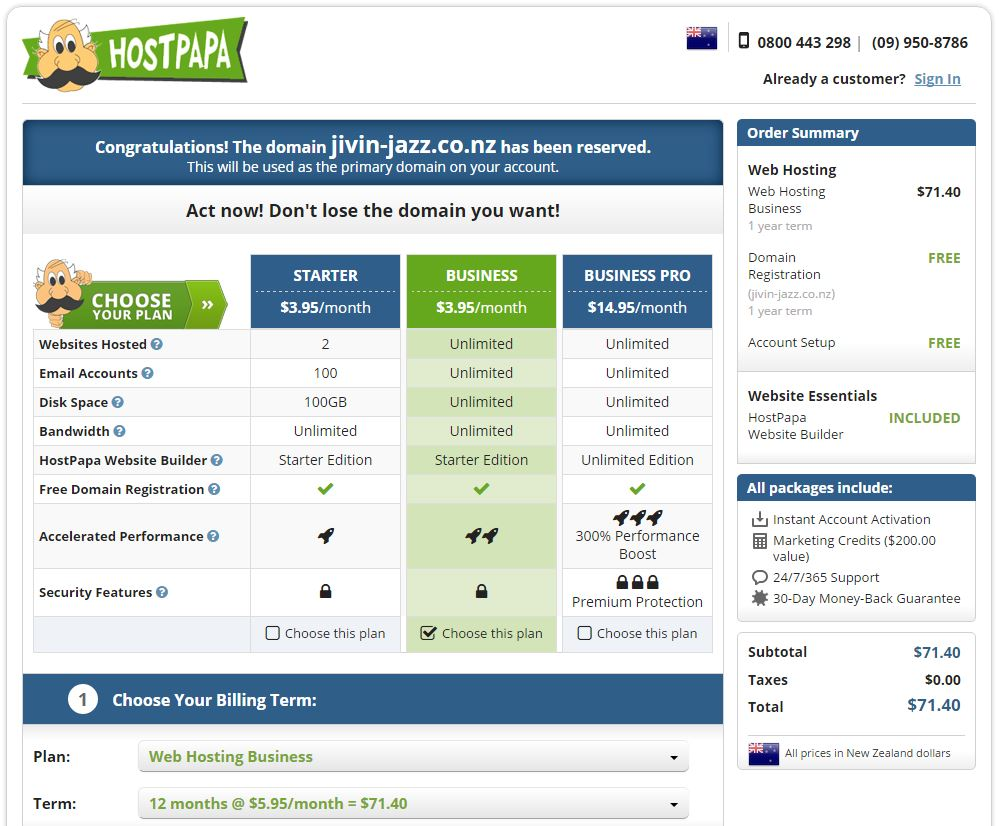 HOSTPAPA
0800 443 298 | (09) 950-8786
Already a customer? Sign In
Congratulations! The domain jivin-jazz.co.nz has been reserved.
This will be used as the primary domain on your account.
Act now! Don't lose the domain you want!
CHOOSE
YOUR PLAN »
STARTER BUSINESS BUSINESS PRO
$3.95/month $3.95/month $14.95/month
Websites Hosted ? 2 Unlimited Unlimited
Email Accounts ? 100 Unlimited Unlimited
Disk Space ? 100GB Unlimited Unlimited
Bandwidth ? Unlimited Unlimited Unlimited
HostPapa Website Builder ? Starter Edition Starter Edition Unlimited Edition
Free Domain Registration ?
Accelerated Performance ? 300% Performance
Boost
Security Features ? Premium Protection
Choose this plan Choose this plan Choose this plan
1 Choose Your Billing Term:
Plan: Web Hosting Business
Term: 12 months @ $5.95/month = $71.40
Order Summary
Web Hosting
Web Hosting $71.40
Business
1 year term
Domain FREE
Registration
(jivin-jazz.co.nz)
1 year term
Account Setup FREE
Website Essentials
HostPapa INCLUDED
Website Builder
All packages include:
Instant Account Activation
Marketing Credits ($200.00
value)
24/7/365 Support
30-Day Money-Back Guarantee
Subtotal $71.40
Taxes $0.00
Total $71.40
All prices in New Zealand dollars